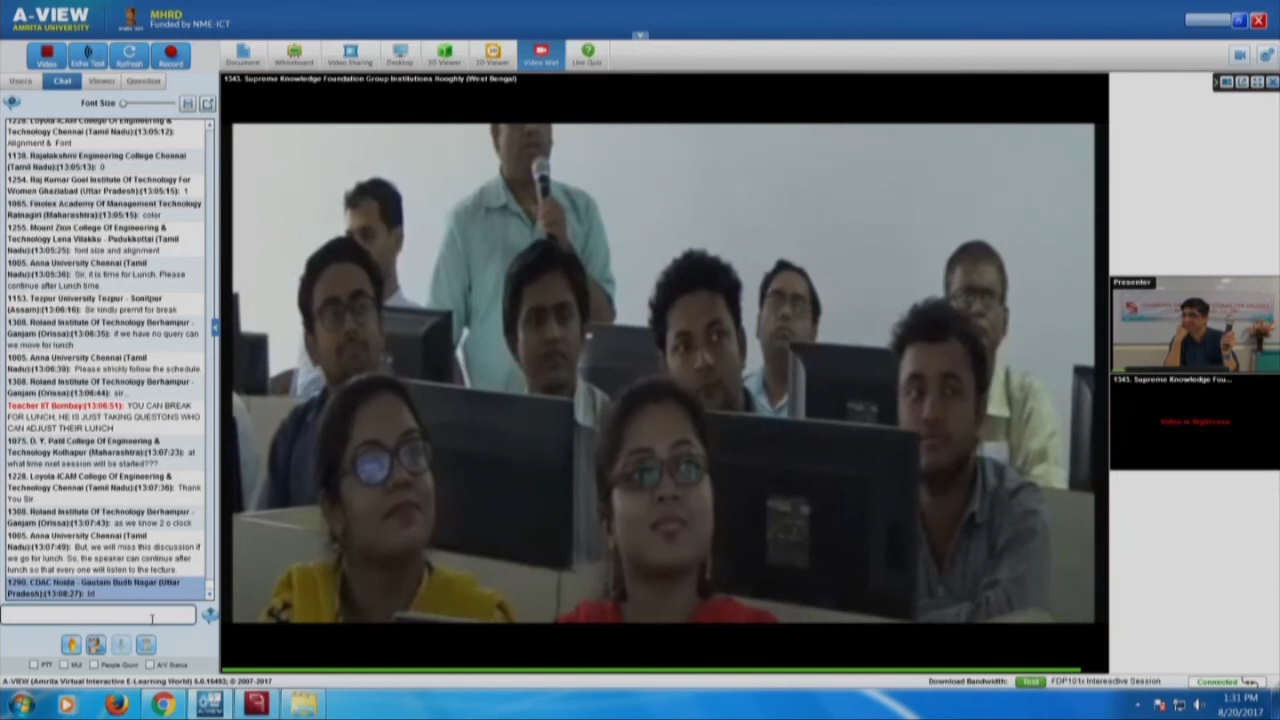 A-VIEW
AMRITA UNIVERSITY
MHRD
Funded by NME-ICT
Video
Echo Test
Refresh
Record
Document
Whiteboard
Video Sharing
Desktop
3D Viewer
2D Viewer
Video Wall
Live Quiz
Users
Chat
Viewer
Question
1343. Supreme Knowledge Foundation Group Institutions Hooghly (West Bengal)
Font Size
1228. Loyola ICAM College Of Engineering &
Technology Chennai (Tamil Nadu):(13:05:12):
Alignment & Font
1138. Rajalakshmi Engineering College Chennai
(Tamil Nadu):(13:05:13): 0
1254. Raj Kumar Goel Institute Of Technology For
Women Ghaziabad (Uttar Pradesh):(13:05:15): 1
1065. Finolex Academy Of Management Technology
Ratnagiri (Maharashtra):(13:05:15): color
1255. Mount Zion College Of Engineering &
Technology Lena Vilakku - Pudukkottai (Tamil
Nadu):(13:05:25): font size and alignment
1005. Anna University Chennai (Tamil
Nadu):(13:05:36): Sir, it is time for Lunch. Please
continue after Lunch time
1153. Tezpur University Tezpur - Sonitpur
(Assam):(13:06:16): Sir kindly premit for break
1308. Roland Institute Of Technology Berhampur -
Ganjam (Orissa):(13:06:35): if we have no query can
we move for lunch
1005. Anna University Chennai (Tamil
Nadu):(13:06:39): Please strictly follow the schedule
1308. Roland Institute Of Technology Berhampur -
Ganjam (Orissa):(13:06:44): sir...
Teacher IIT Bombay:(13:06:51): YOU CAN BREAK
FOR LUNCH, HE IS JUST TAKING QUESTONS WHO
CAN ADJUST THEIR LUNCH
1075. D. Y. Patil College Of Engineering &
Technology Kolhapur (Maharashtra):(13:07:23): at
what time nxet session will be started???
1228. Loyola ICAM College Of Engineering &
Technology Chennai (Tamil Nadu):(13:07:36): Thank
You Sir
1308. Roland Institute Of Technology Berhampur -
Ganjam (Orissa):(13:07:43): as we know 2 o clock
1005. Anna University Chennai (Tamil
Nadu):(13:07:49): But, we will miss this discussion if
we go for lunch. So, the speaker can continue after
lunch so that every one will listen to the lecture.
1290. CDAC Noida - Gautam Budh Nagar (Uttar
Pradesh):(13:08:27):
Presenter
1343. Supreme Knowledge Fou...
PTT
Mul
People Count
A/V Status
A-VIEW (Amrita Virtual Interactive E-Learning World) © 2007-2017
Download Bandwidth:
Test
FDP101x Intereactive Session
Connected
1:31 PM
8/20/2017